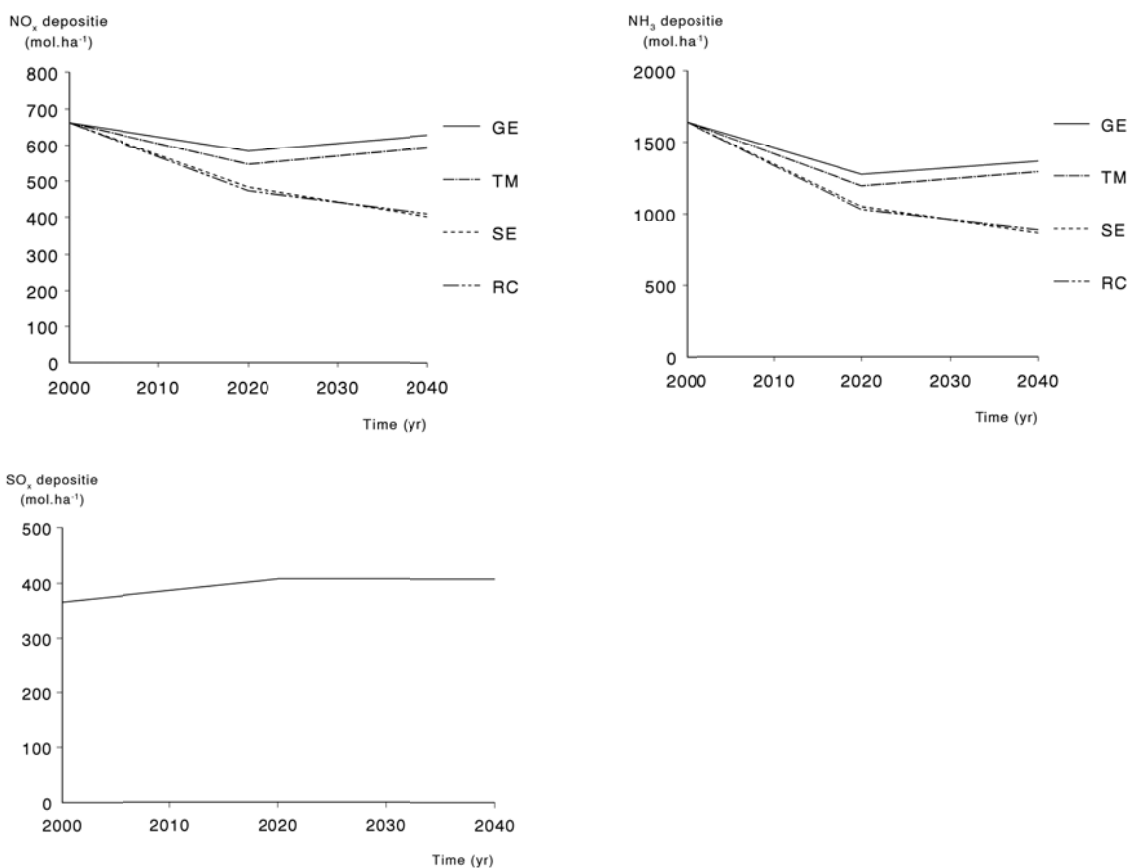 NOx depositie
(mol.ha⁻¹)
800
700
600
500
400
300
200
100
0
2000 2010 2020 2030 2040
Time (yr)
GE
TM
SE
RC
NH₃ depositie
(mol.ha¹)
2000
1500
1000
500
0
2000 2010 2020 2030 2040
Time (yr)
GE
TM
SE
RC
SOx depositie
(mol.ha⁻¹)
500
400
300
200
100
0
2000 2010 2020 2030 2040
Time (yr)